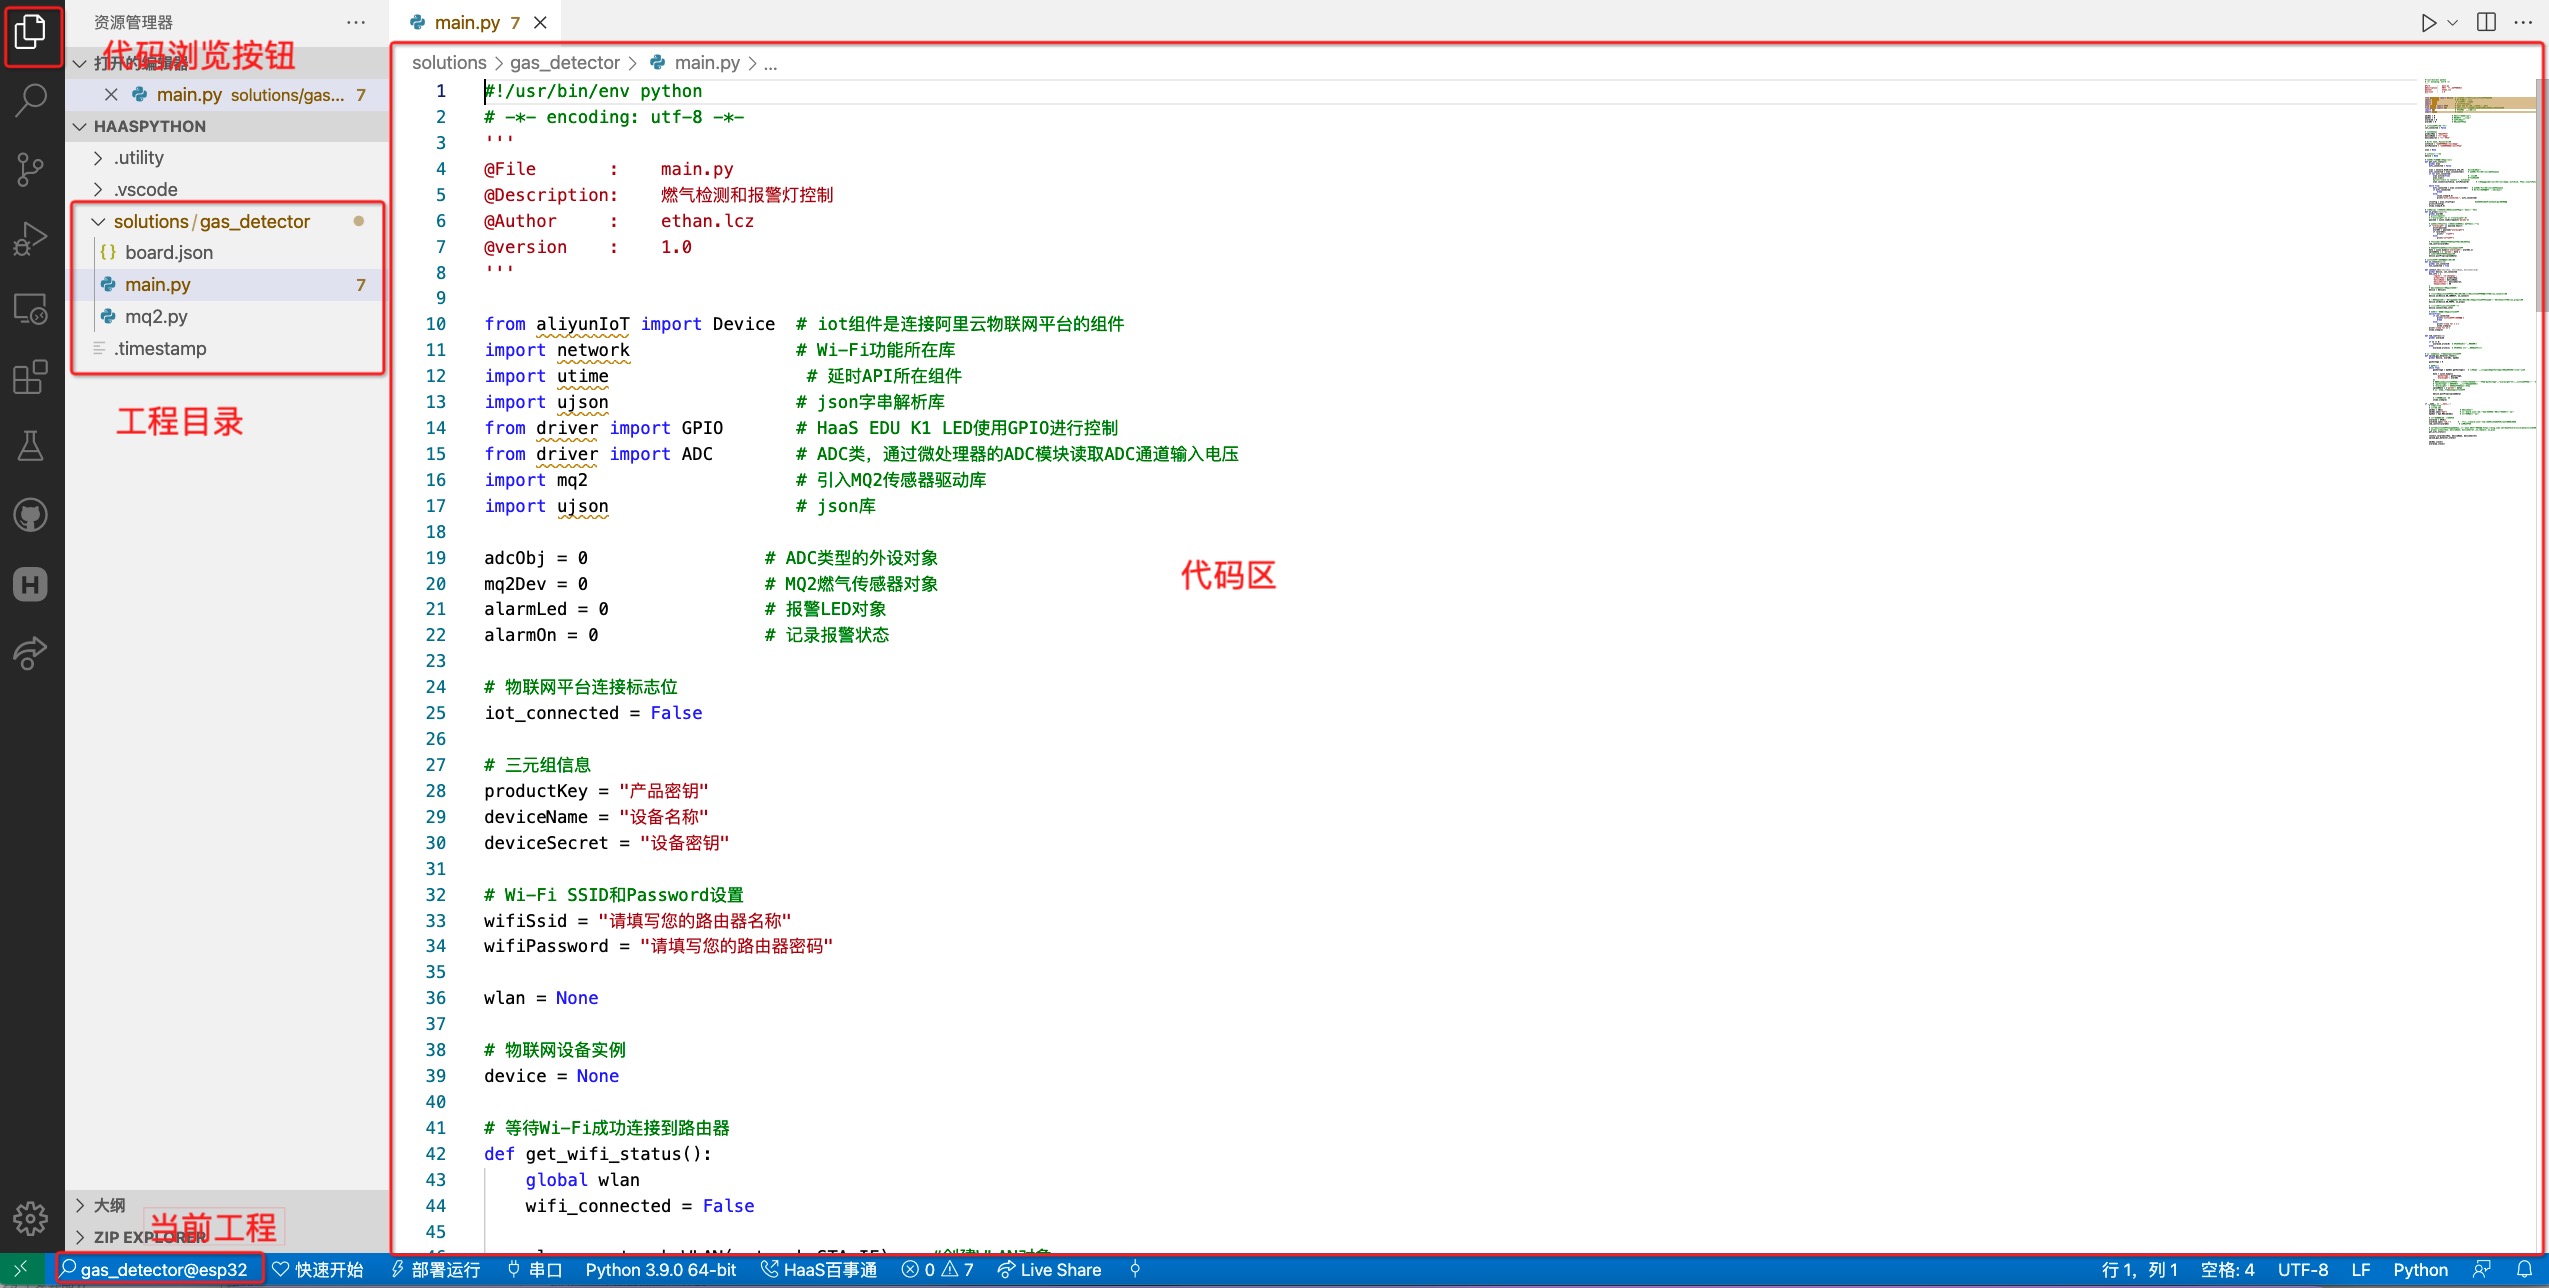 资源管理器
main.py 7
代码浏览按钮
打开的编辑器
main.py solutions/gas... 7
HAASPYTHON
.utility
.vscode
solutions/gas_detector
{} board.json
main.py 7
mq2.py
.timestamp
工程目录
大纲
当前工程
ZIP EXPLORER
solutions > gas_detector > main.py > ...
1 #!/usr/bin/env python
2 # -*- encoding: utf-8 -*-
3 '''
4 @File : main.py
5 @Description: 燃气检测和报警灯控制
6 @Author : ethan.lcz
7 @version : 1.0
8 '''
9
10 from aliyunIoT import Device # iot组件是连接阿里云物联网平台的组件
11 import network # Wi-Fi功能所在库
12 import utime # 延时API所在组件
13 import ujson # json字串解析库
14 from driver import GPIO # HaaS EDU K1 LED使用GPIO进行控制
15 from driver import ADC # ADC类，通过微处理器的ADC模块读取ADC通道输入电压
16 import mq2 # 引入MQ2传感器驱动库
17 import ujson # json库
18
19 adcObj = 0 # ADC类型的外设对象
代码区
20 mq2Dev = 0 # MQ2燃气传感器对象
21 alarmLed = 0 # 报警LED对象
22 alarmOn = 0 # 记录报警状态
23
24 # 物联网平台连接标志位
25 iot_connected = False
26
27 # 三元组信息
28 productKey = "产品密钥"
29 deviceName = "设备名称"
30 deviceSecret = "设备密钥"
31
32 # Wi-Fi SSID和Password设置
33 wifiSsid = "请填写您的路由器名称"
34 wifiPassword = "请填写您的路由器密码"
35
36 wlan = None
37
38 # 物联网设备实例
39 device = None
40
41 # 等待Wi-Fi成功连接到路由器
42 def get_wifi_status():
43 global wlan
44 wifi_connected = False
45
gas_detector@esp32 快速开始 部署运行 串口 Python 3.9.0 64-bit HaaS百事通 0 7 Live Share 行 1，列 1 空格: 4 UTF-8 LF Python